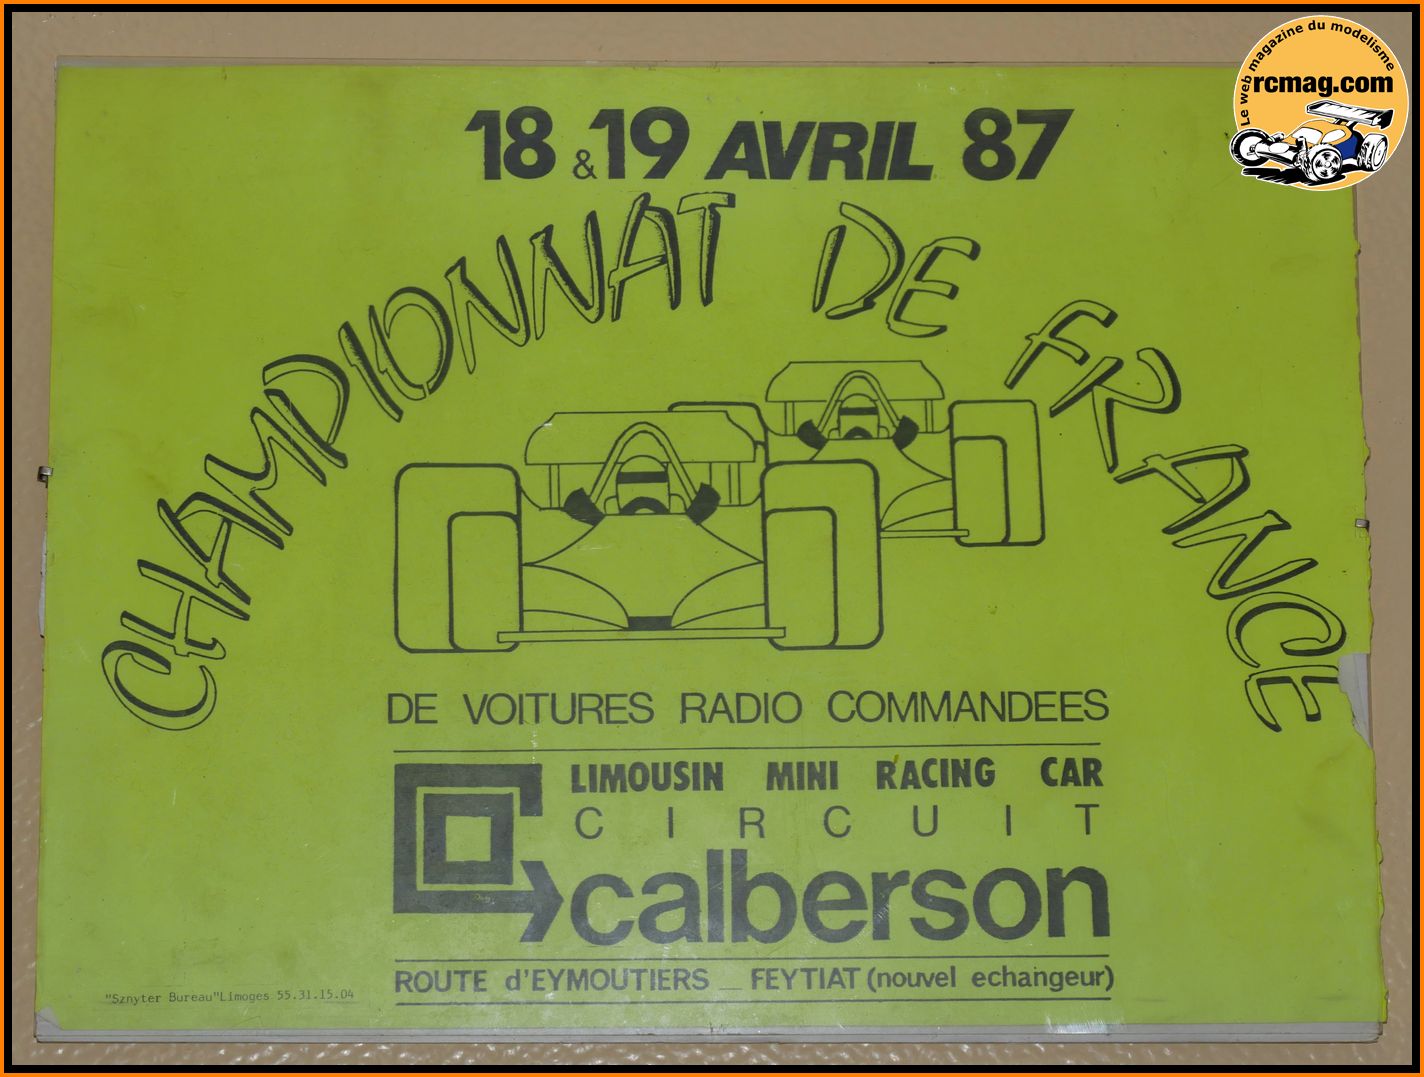 Le web magazine du modelisme
rcmag.com
18 & 19 AVRIL 87
CHAMPIONNAT DE FRANCE
DE VOITURES RADIO COMMANDEES
LIMOUSIN MINI RACING CAR
CIRCUIT
calberson
ROUTE d'EYMOUTIERS _ FEYTIAT (nouvel echangeur)
"Sznyter Bureau"Limoges 55.31.15.04